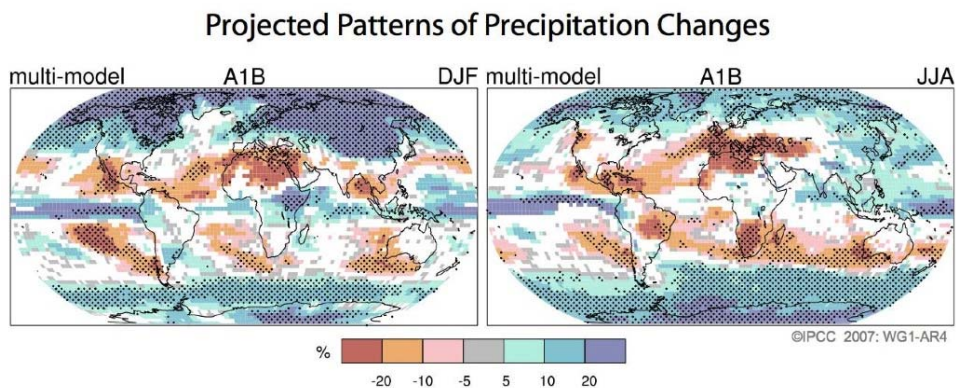 Projected Patterns of Precipitation Changes
multi-model A1B DJF multi-model A1B JJA
©IPCC 2007: WG1-AR4
%
-20 -10 -5 5 10 20